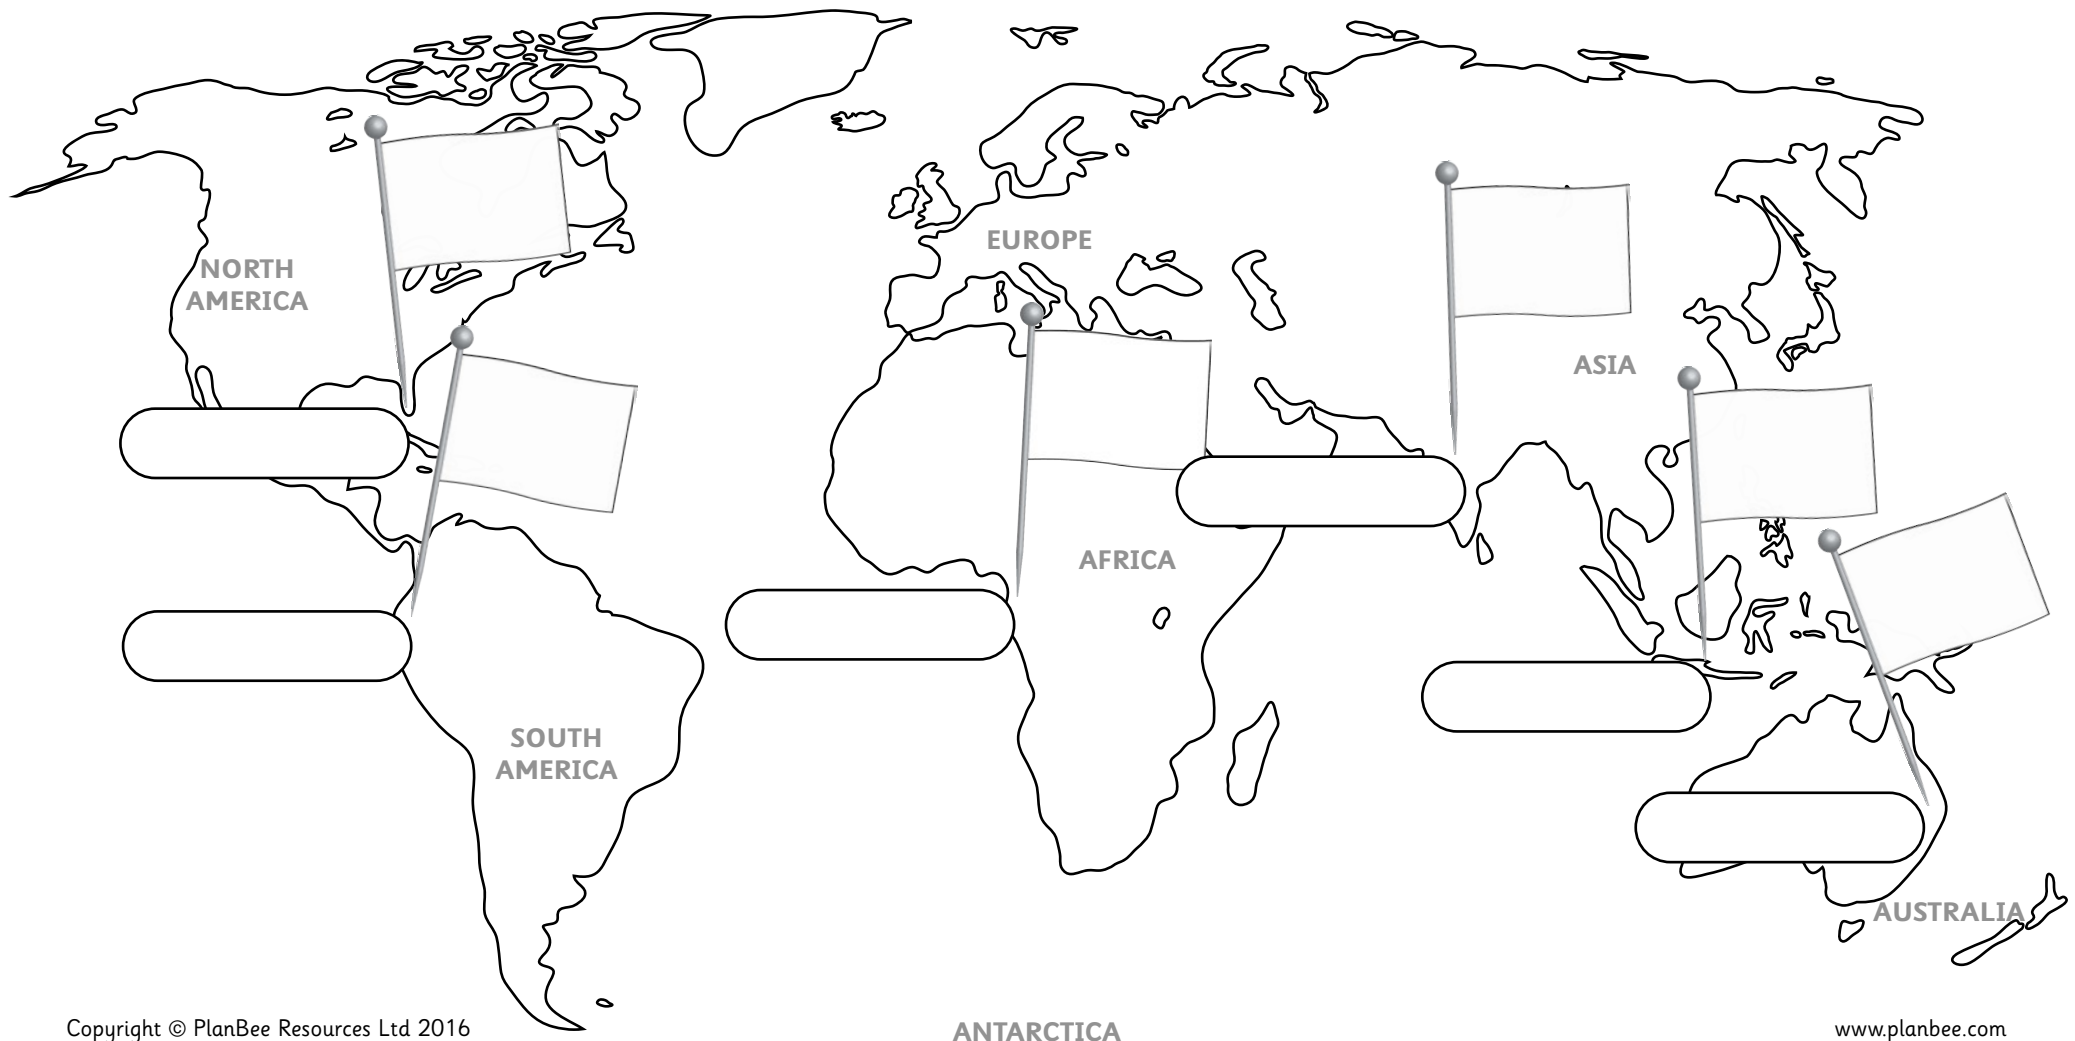 EUROPE
NORTH
AMERICA
ASIA
AFRICA
SOUTH
AMERICA
AUSTRALIA
ANTARCTICA
Copyright © PlanBee Resources Ltd 2016
www.planbee.com